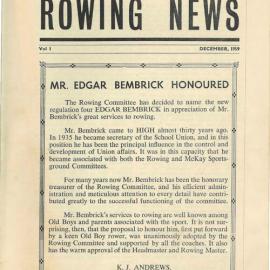 ROWING NEWS
Vol 1 DECEMBER, 1959
MR. EDGAR BEMBRICK HONOURED
The Rowing Committee has decided to name the new
regulation four EDGAR BEMBRICK in appreciation of Mr.
Bembrick's great services to rowing.
Mr. Bembrick came to HIGH almost thirty years ago.
In 1935 he became secretary of the School Union, and in this
position he has been the principal influence in the control and
development of Union affairs. It was in this capacity that he
became associated with both the Rowing and McKay Sports-
ground Committees.
For many years now Mr. Bembrick has been the honorary
treasurer of the Rowing Committee, and his efficient admini-
stration and meticulous attention to every detail have contri-
buted greatly to the successful functioning of the committee.
Mr. Bembrick's services to rowing are well known among
Old Boys and parents associated with the sport. It is not sur-
prising, then, that the proposal to honour him, first put forward
by a keen Old Boy rower, was unanimously adopted by the
Rowing Committee and supported by all the coaches. It also
has the warm approval of the Headmaster and Rowing Master.
K. J. ANDREWS.